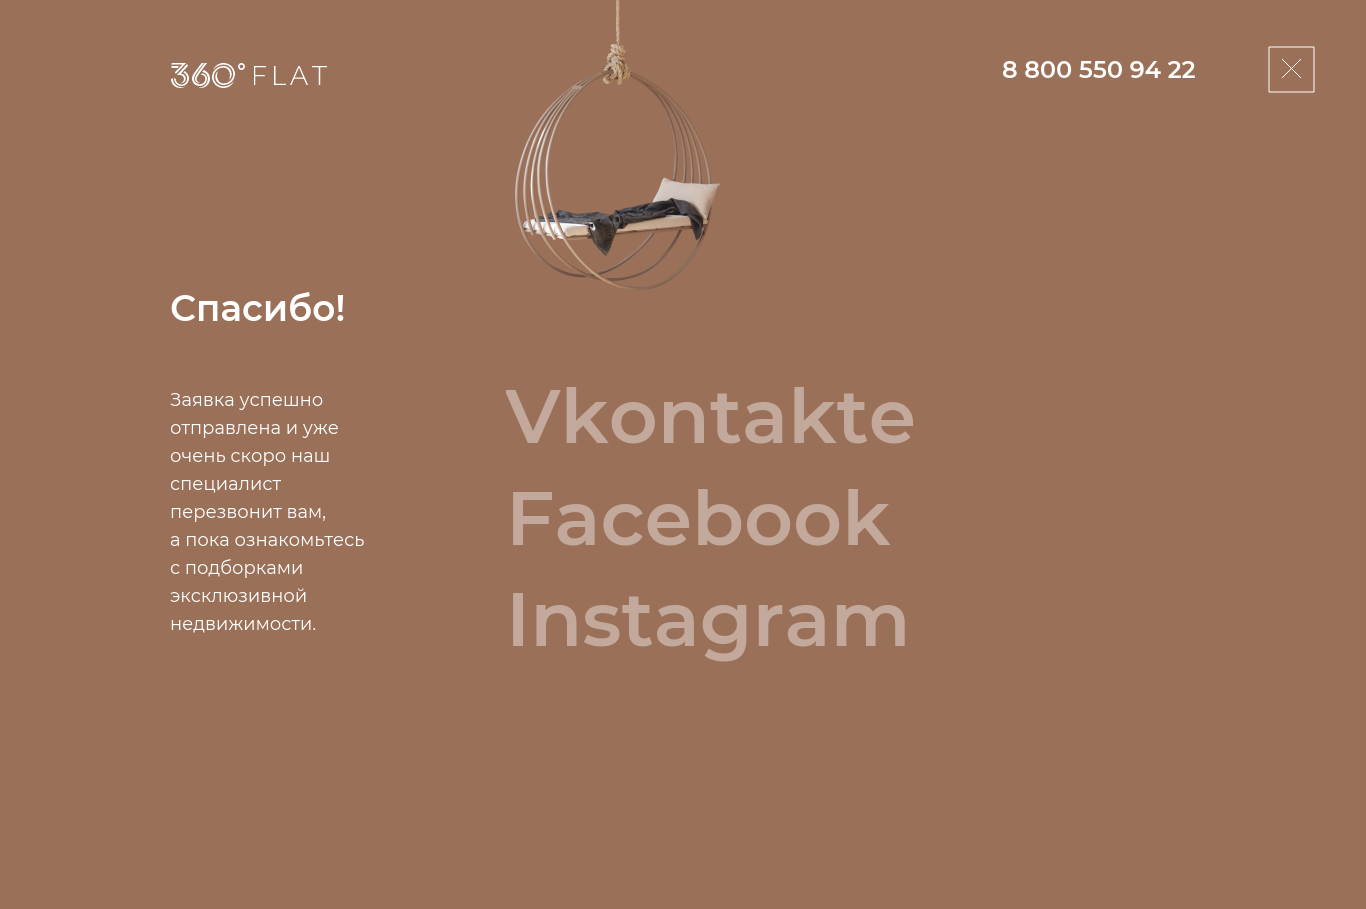 360° FLAT
8 800 550 94 22
Спасибо!
Заявка успешно
отправлена и уже
очень скоро наш
специалист
перезвонит вам,
а пока ознакомьтесь
с подборками
эксклюзивной
недвижимости.
Vkontakte
Facebook
Instagram